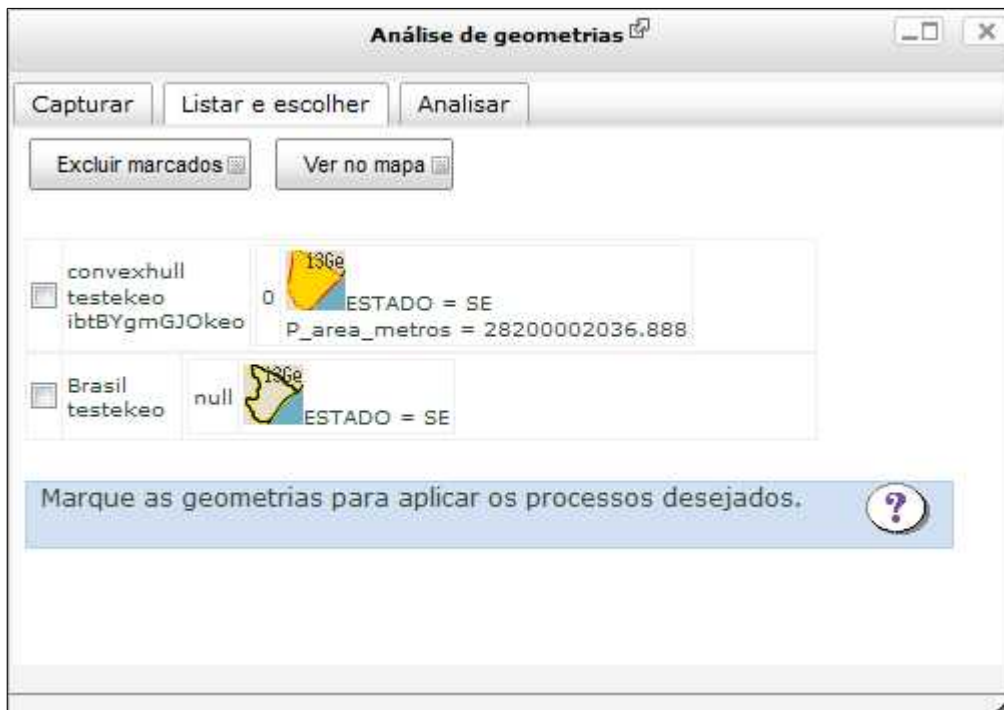 Análise de geometrias
Capturar
Listar e escolher
Analisar
Excluir marcados
Ver no mapa
convexhull
testekeo
ibtBYgmGJOkeo
0
13Ge
ESTADO = SE
P_area_metros = 28200002036.888
Brasil
testekeo
null
13Ge
ESTADO = SE
Marque as geometrias para aplicar os processos desejados.
?